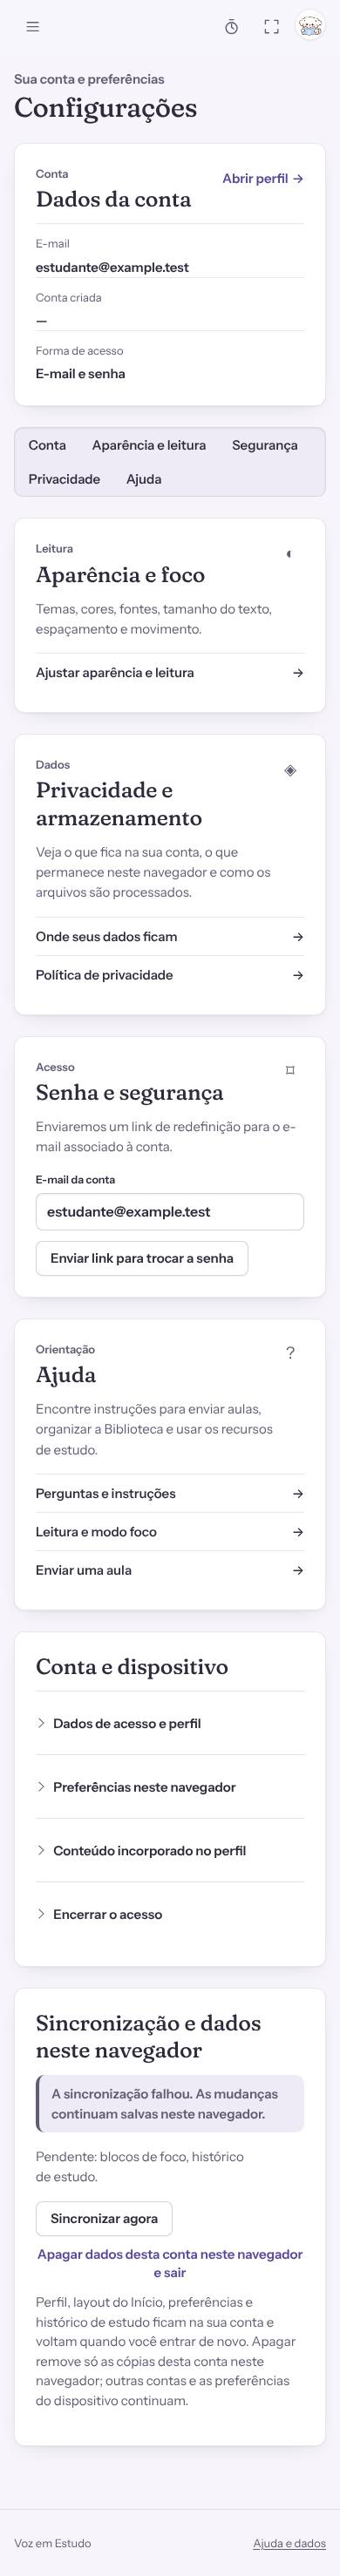 Sua conta e preferências
Configurações
Conta
Abrir perfil →
Dados da conta
E-mail
estudante@example.test
Conta criada
—
Forma de acesso
E-mail e senha
Conta Aparência e leitura Segurança
Privacidade Ajuda
Leitura
Aparência e foco
Temas, cores, fontes, tamanho do texto,
espaçamento e movimento.
Ajustar aparência e leitura →
Dados
Privacidade e
armazenamento
Veja o que fica na sua conta, o que
permanece neste navegador e como os
arquivos são processados.
Onde seus dados ficam →
Política de privacidade →
Acesso
Senha e segurança
Enviaremos um link de redefinição para o e-
mail associado à conta.
E-mail da conta
estudante@example.test
Enviar link para trocar a senha
Orientação
?
Ajuda
Encontre instruções para enviar aulas,
organizar a Biblioteca e usar os recursos
de estudo.
Perguntas e instruções →
Leitura e modo foco →
Enviar uma aula →
Conta e dispositivo
Dados de acesso e perfil
Preferências neste navegador
Conteúdo incorporado no perfil
Encerrar o acesso
Sincronização e dados
neste navegador
A sincronização falhou. As mudanças
continuam salvas neste navegador.
Pendente: blocos de foco, histórico
de estudo.
Sincronizar agora
Apagar dados desta conta neste navegador
e sair
Perfil, layout do Início, preferências e
histórico de estudo ficam na sua conta e
voltam quando você entrar de novo. Apagar
remove só as cópias desta conta neste
navegador; outras contas e as preferências
do dispositivo continuam.
Voz em Estudo
Ajuda e dados